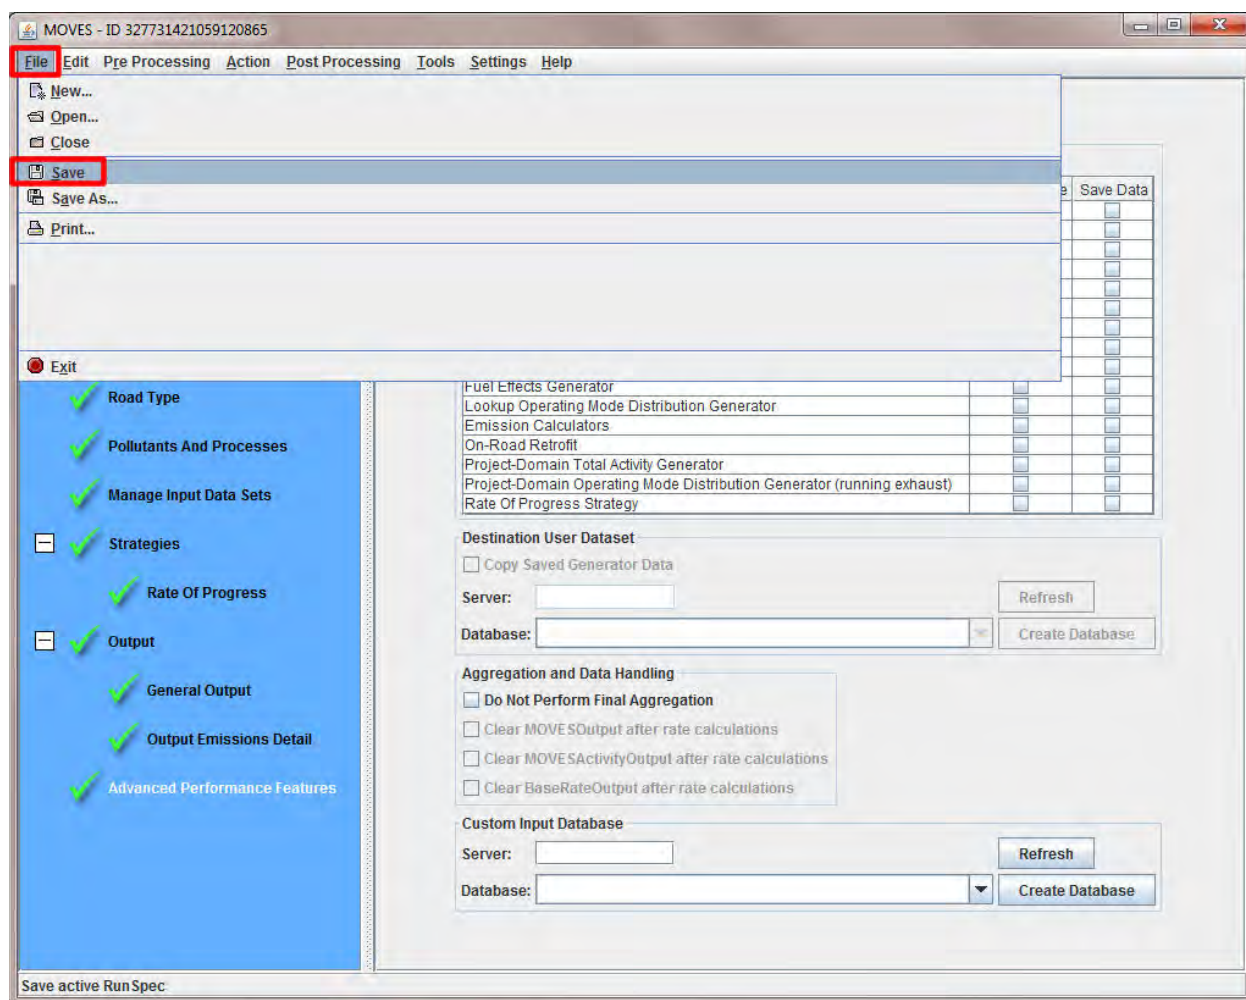 MOVES - ID 327731421059120865
File Edit Pre Processing Action Post Processing Tools Settings Help
New...
Open...
Close
Save
Save As...
Print...
Exit
e Save Data
Fuel Effects Generator
Lookup Operating Mode Distribution Generator
Emission Calculators
On-Road Retrofit
Project-Domain Total Activity Generator
Project-Domain Operating Mode Distribution Generator (running exhaust)
Rate Of Progress Strategy
Road Type
Pollutants And Processes
Manage Input Data Sets
Strategies
Rate Of Progress
Output
General Output
Output Emissions Detail
Advanced Performance Features
Destination User Dataset
Copy Saved Generator Data
Server:
Refresh
Database:
Create Database
Aggregation and Data Handling
Do Not Perform Final Aggregation
Clear MOVESOutput after rate calculations
Clear MOVESActivityOutput after rate calculations
Clear BaseRateOutput after rate calculations
Custom Input Database
Server:
Refresh
Database:
Create Database
Save active RunSpec